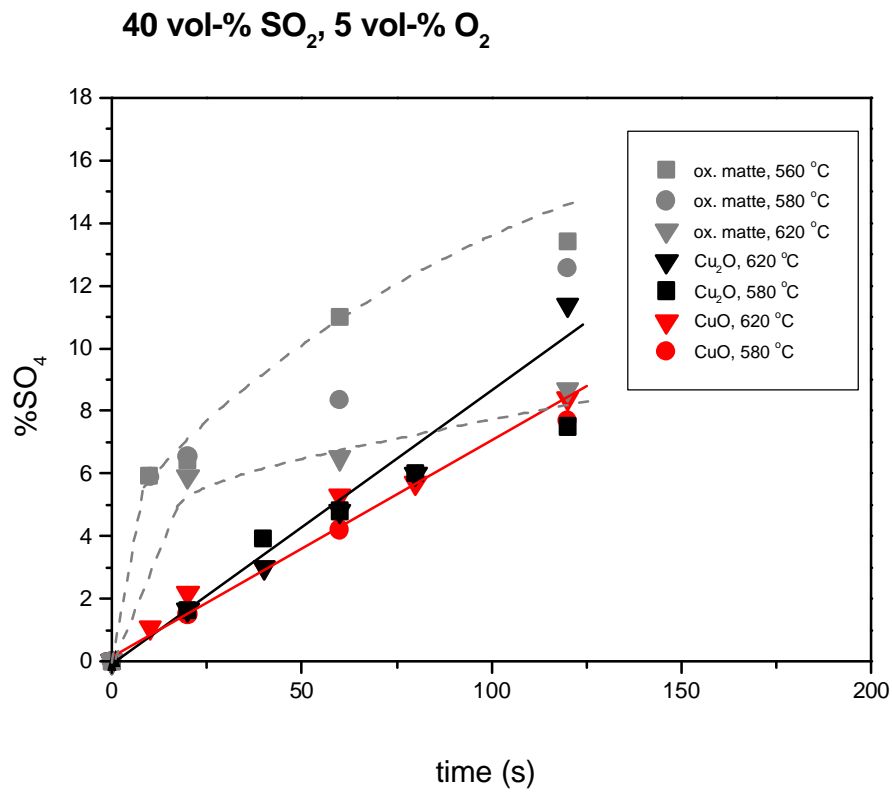 40 vol-% SO₂, 5 vol-% O₂
18
16
14
12
10
8
6
4
2
0
%SO₄
ox. matte, 560 °C
ox. matte, 580 °C
ox. matte, 620 °C
Cu₂O, 620 °C
Cu₂O, 580 °C
CuO, 620 °C
CuO, 580 °C
0 50 100 150 200
time (s)